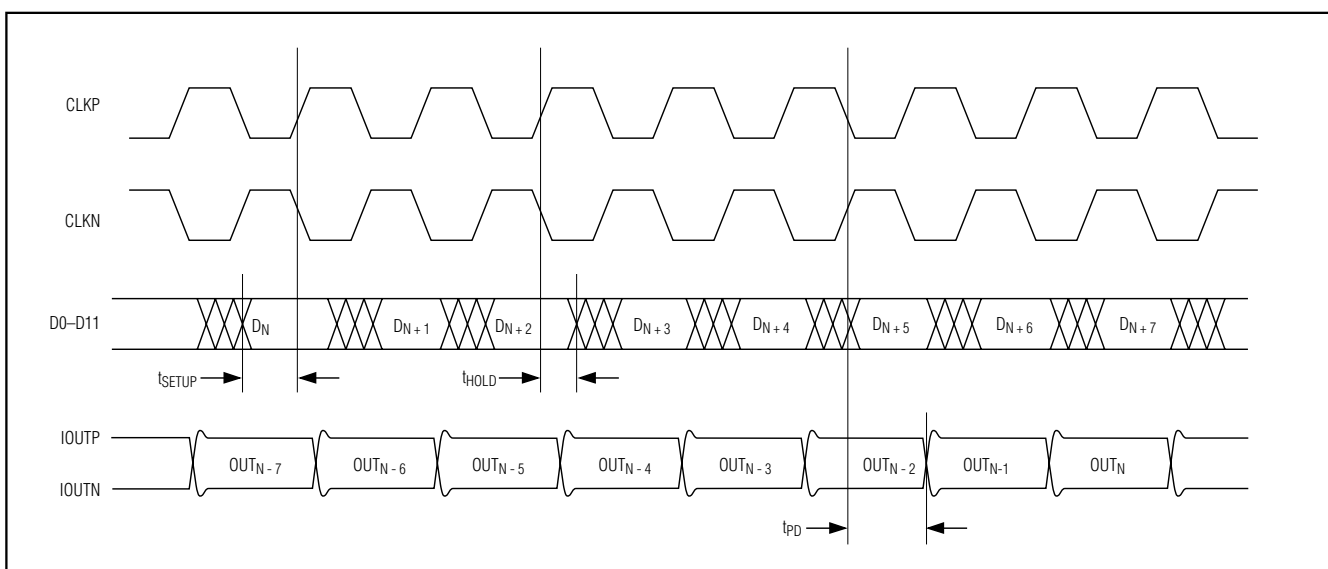 CLKP
CLKN
D0–D11
DN
DN + 1
DN + 2
DN + 3
DN + 4
DN + 5
DN + 6
DN + 7
tSETUP
tHOLD
IOUTP
IOUTN
OUTN - 7
OUTN - 6
OUTN - 5
OUTN - 4
OUTN - 3
OUTN - 2
OUTN-1
OUTN
tPD